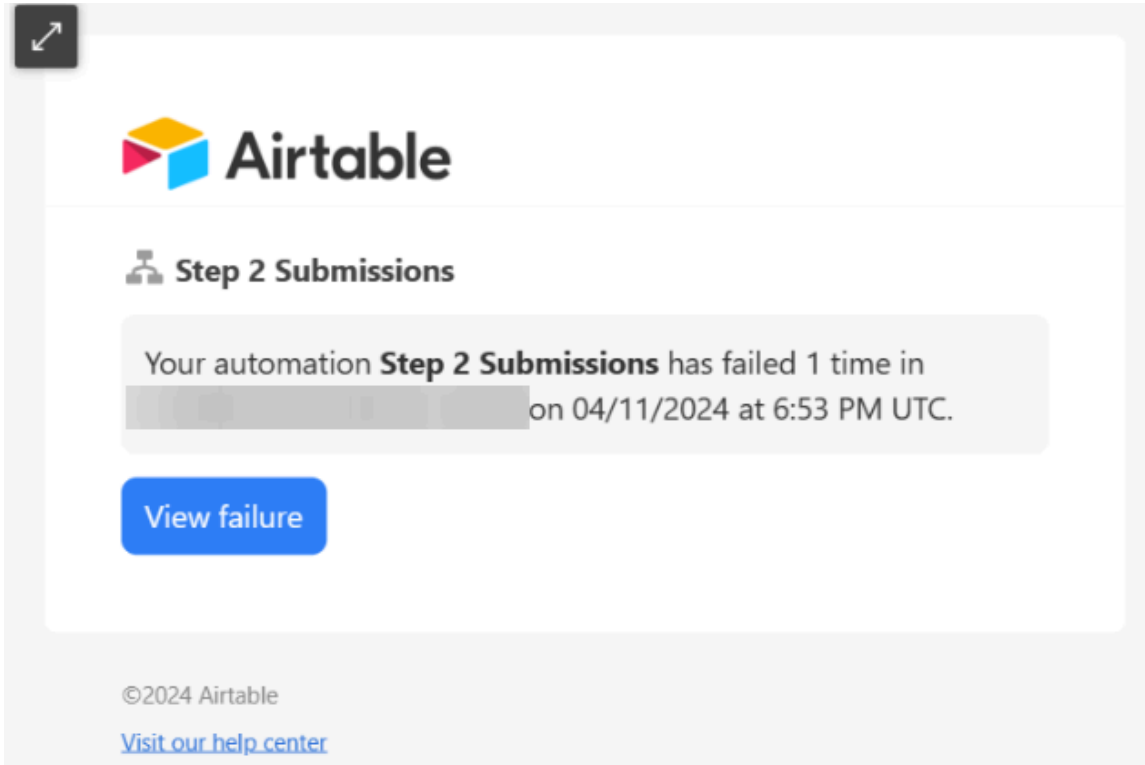 Airtable
Step 2 Submissions
Your automation Step 2 Submissions has failed 1 time in
on 04/11/2024 at 6:53 PM UTC.
View failure
©2024 Airtable
Visit our help center